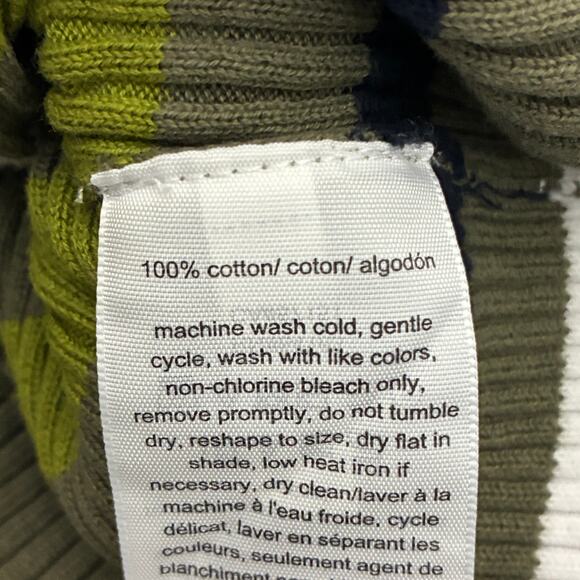 100% cotton/ coton/ algodón
machine wash cold, gentle
cycle, wash with like colors,
non-chlorine bleach only,
remove promptly, do not tumble
dry, reshape to size, dry flat in
shade, low heat iron if
necessary, dry clean/laver à la
machine à l'eau froide, cycle
délicat, laver en séparant les
couleurs, seulement agent de
planchiment